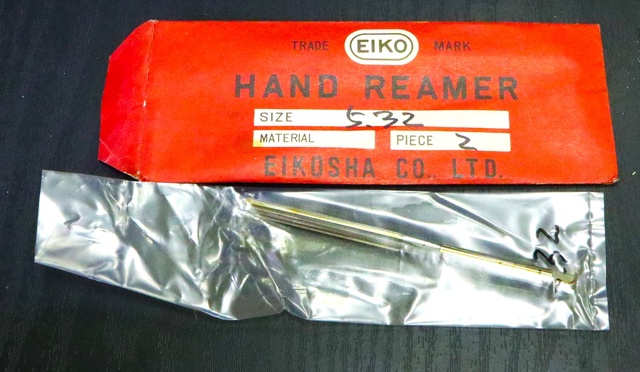 TRADE EIKO MARK
HAND REAMER
SIZE 5.32
MATERIAL PIECE 2
EIKOSHA CO., LTD.